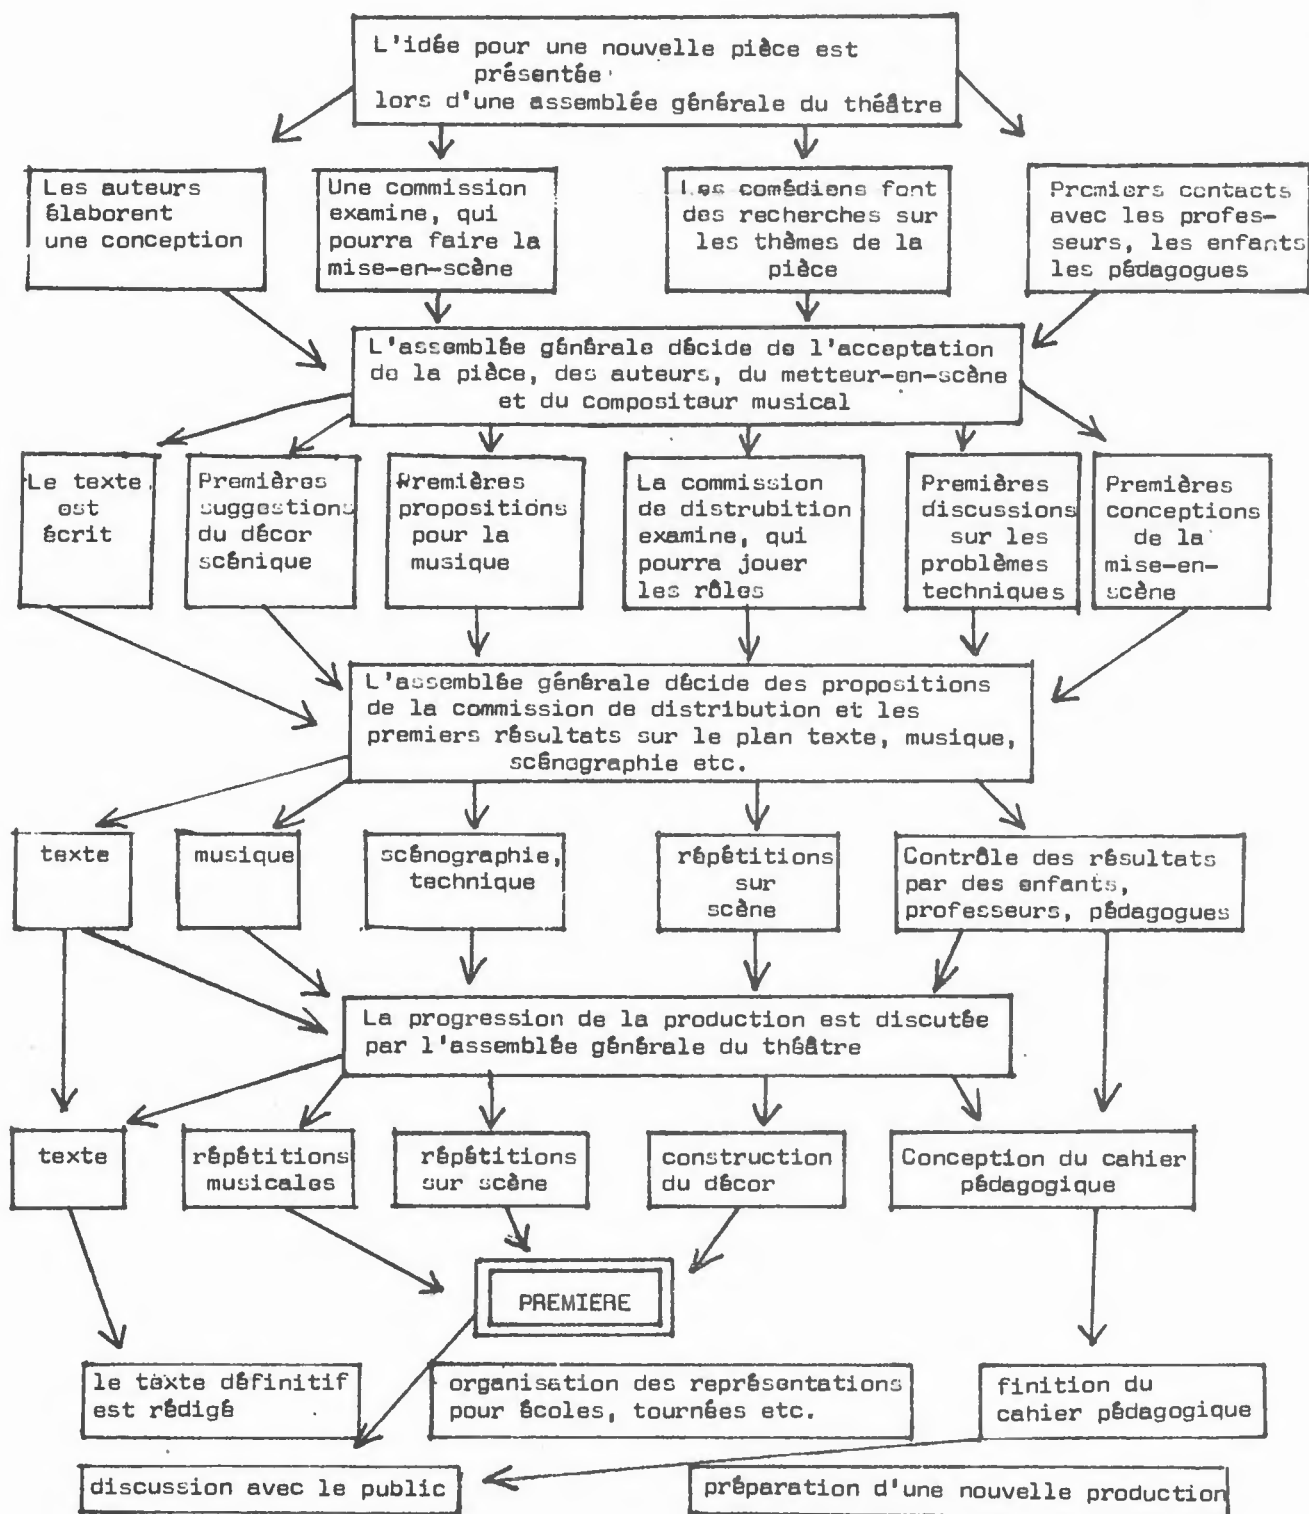 L'idée pour une nouvelle pièce est
présentée
lors d'une assemblée générale du théâtre
Les auteurs
élaborent
une conception
Une commission
examine, qui
pourra faire la
mise-en-scène
Les comédiens font
des recherches sur
les thèmes de la
pièce
Premiers contacts
avec les profes-
seurs, les enfants
les pédagogues
L'assemblée générale décide de l'acceptation
de la pièce, des auteurs, du metteur-en-scène
et du compositeur musical
Le texte
est
écrit
Premières
suggestions
du décor
scénique
Premières
propositions
pour la
musique
La commission
de distrubition
examine, qui
pourra jouer
les rôles
Premières
discussions
sur les
problèmes
techniques
Premières
conceptions
de la
mise-en-
scène
L'assemblée générale décide des propositions
de la commission de distribution et les
premiers résultats sur le plan texte, musique,
scénographie etc.
texte
musique
scénographie,
technique
répétitions
sur
scène
Contrôle des résultats
par des enfants,
professeurs, pédagogues
La progression de la production est discutée
par l'assemblée générale du théâtre
texte
répétitions
musicales
répétitions
sur scène
construction
du décor
Conception du cahier
pédagogique
PREMIERE
le texte définitif
est rédigé
organisation des représentations
pour écoles, tournées etc.
finition du
cahier pédagogique
discussion avec le public
préparation d'une nouvelle production